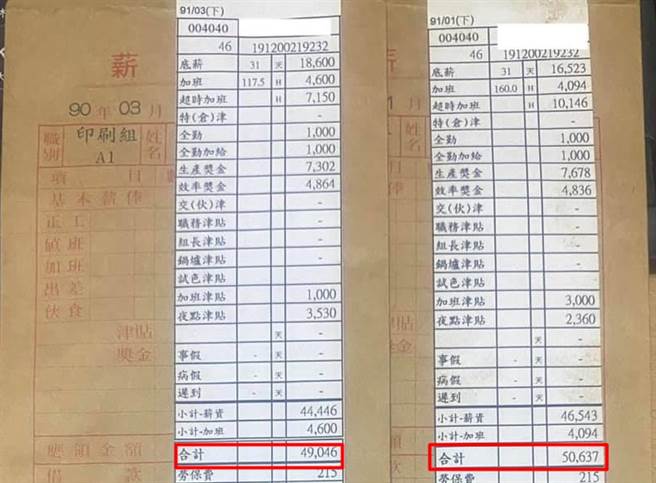 薪
90 年 03 月
職別 印刷組 A1 姓名
項 目
基本薪俸
正工
值班
加班
出差
伙食
津貼
獎金
應領金額
借款
91/03(下)
004040
46 191200219232
底薪 31 天 18,600
加班 117.5 H 4,600
超時加班 H 7,150
特(倉)津 -
全勤 1,000
全勤加給 1,000
生產獎金 7,302
效率獎金 4,864
交(伙)津 -
職務津貼 -
組長津貼 -
鍋爐津貼 -
試色津貼
加班津貼 1,000
夜點津貼 3,530
天 -
事假 - 天 -
病假 - 天 -
遲到 - 天 -
小計-薪資 44,446
小計-加班 4,600
合計 49,046
勞保費 215
月
91/01(下)
004040
46 191200219232
底薪 31 天 16,523
加班 160.0 H 4,094
超時加班 H 10,146
特(倉)津 -
全勤 1,000
全勤加給 1,000
生產獎金 7,678
效率獎金 4,836
交(伙)津 -
職務津貼 -
組長津貼 -
鍋爐津貼 -
試色津貼
加班津貼 3,000
夜點津貼 2,360
天 -
事假 - 天 -
病假 - 天 -
遲到 - 天 -
小計-薪資 46,543
小計-加班 4,094
合計 50,637
勞保費 215